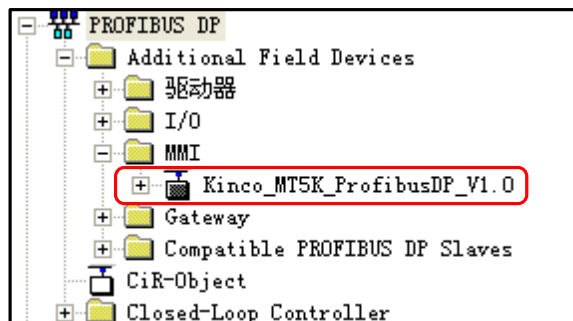 PROFIBUS DP
Additional Field Devices
驱动器
I/O
MMI
Kinco_MT5K_ProfibusDP_V1.0
Gateway
Compatible PROFIBUS DP Slaves
CiR-Object
Closed-Loop Controller